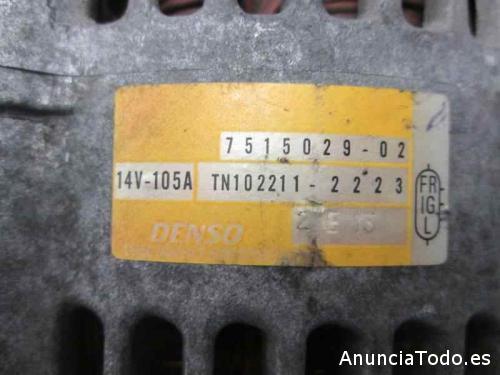 7515029-02
14V-105A TN102211-2223
FR
IG
L
DENSO
AnunciaTodo.es